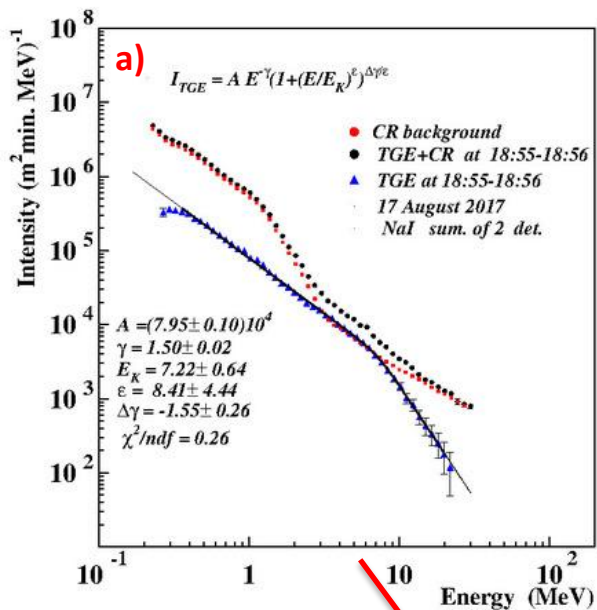 a)
I_TGE = A E^-γ(1+(E/E_K)^ε)^Δγ/ε
CR background
TGE+CR at 18:55-18:56
TGE at 18:55-18:56
17 August 2017
NaI sum. of 2 det.
A =(7.95± 0.10)10^4
γ = 1.50± 0.02
E_K = 7.22± 0.64
ε = 8.41± 4.44
Δγ = -1.55± 0.26
χ^2/ndf = 0.26
Intensity (m^2 min. MeV)^-1
10^8
10^7
10^6
10^5
10^4
10^3
10^2
10^-1 1 10 10^2
Energy (MeV)